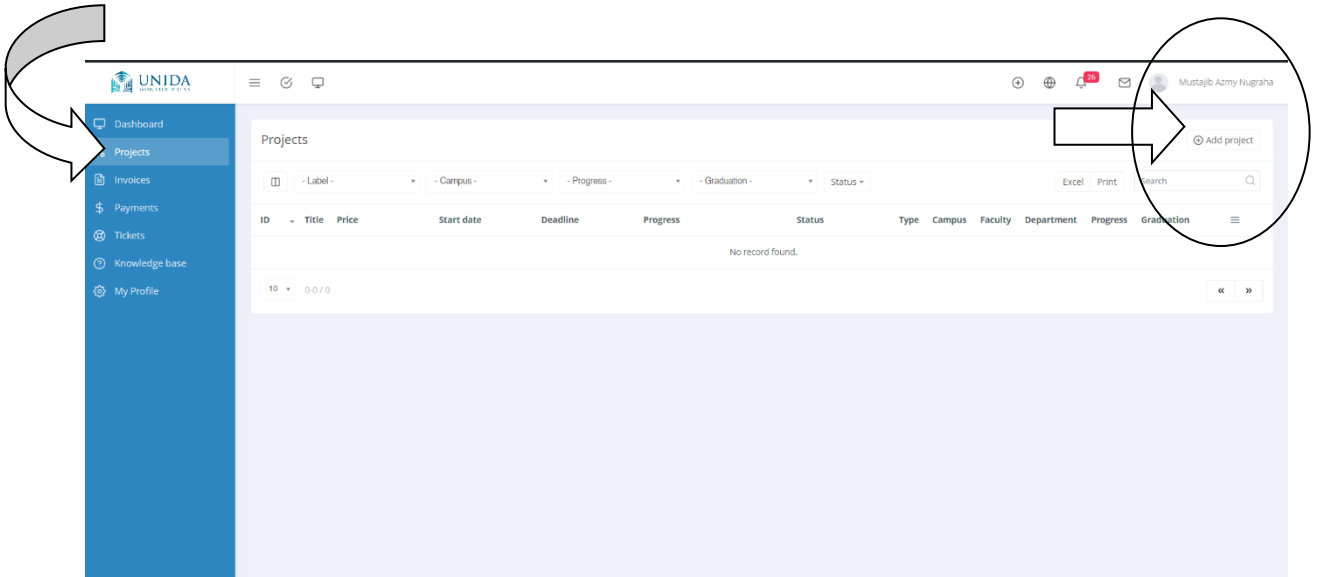 UNIDA
26
Mustajib Azmy Nugraha
Dashboard
Projects
Invoices
Payments
Tickets
Knowledge base
My Profile
Projects
Add project
- Label - - Campus - - Progress - - Graduation - Status Excel Print Search
ID Title Price Start date Deadline Progress Status Type Campus Faculty Department Progress Graduation
No record found.
10 0-0 / 0